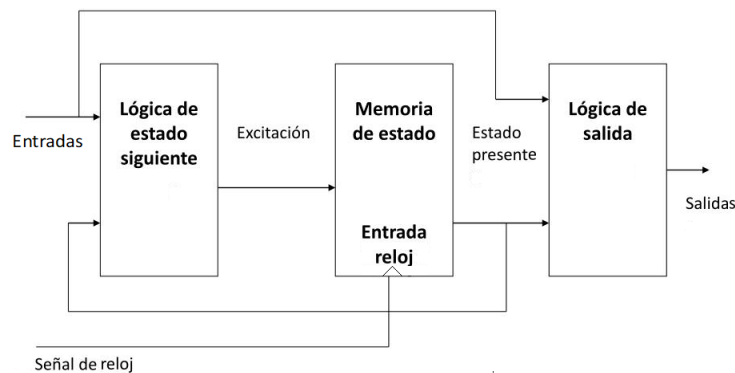 Entradas
Lógica de
estado
siguiente
Excitación
Memoria
de estado
Entrada
reloj
Estado
presente
Lógica de
salida
Salidas
Señal de reloj